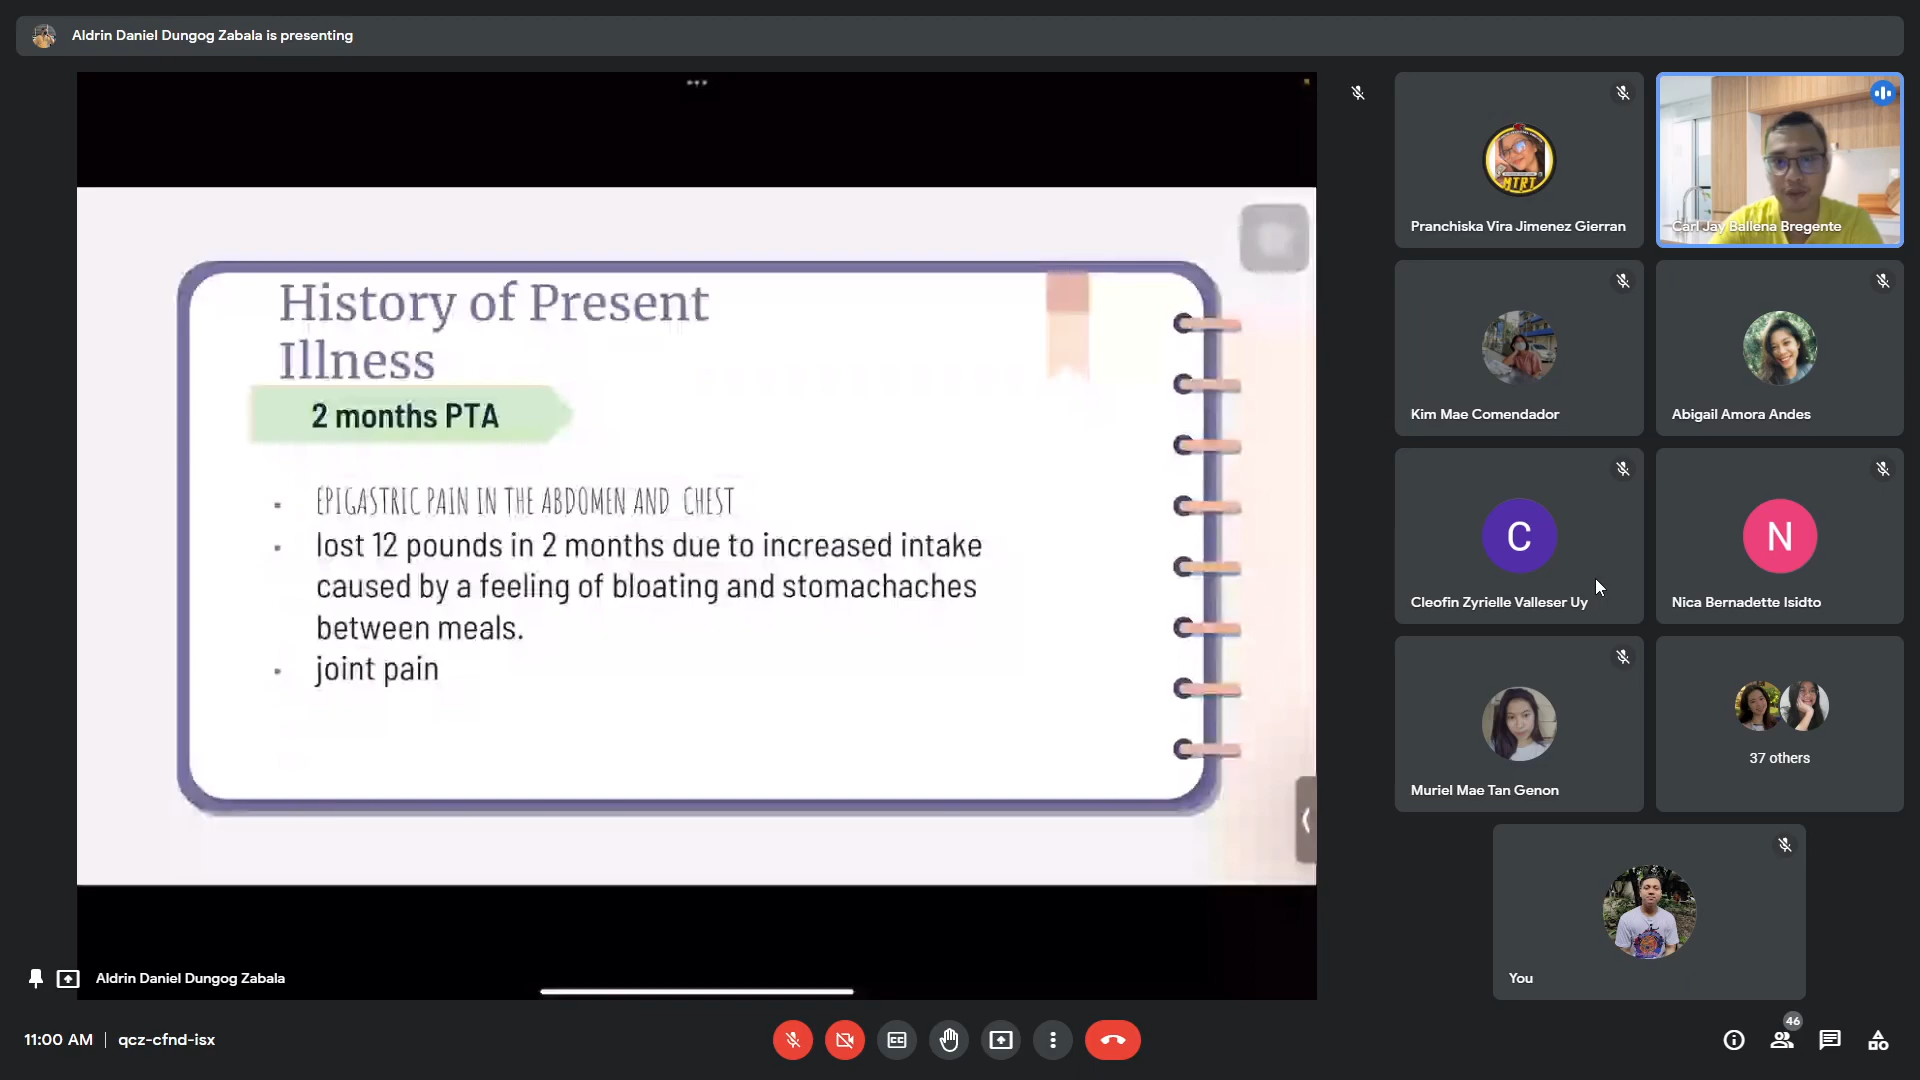 Aldrin Daniel Dungog Zabala is presenting
History of Present
Illness
2 months PTA
EPIGASTRIC PAIN IN THE ABDOMEN AND CHEST
lost 12 pounds in 2 months due to increased intake
caused by a feeling of bloating and stomachaches
between meals.
joint pain
MTRT
Pranchiska Vira Jimenez Gierran
Carl Jay Ballena Bregente
Kim Mae Comendador
Abigail Amora Andes
C
Cleofin Zyrielle Valleser Uy
N
Nica Bernadette Isidto
Muriel Mae Tan Genon
37 others
You
Aldrin Daniel Dungog Zabala
11:00 AM | qcz-cfnd-isx
CC
46